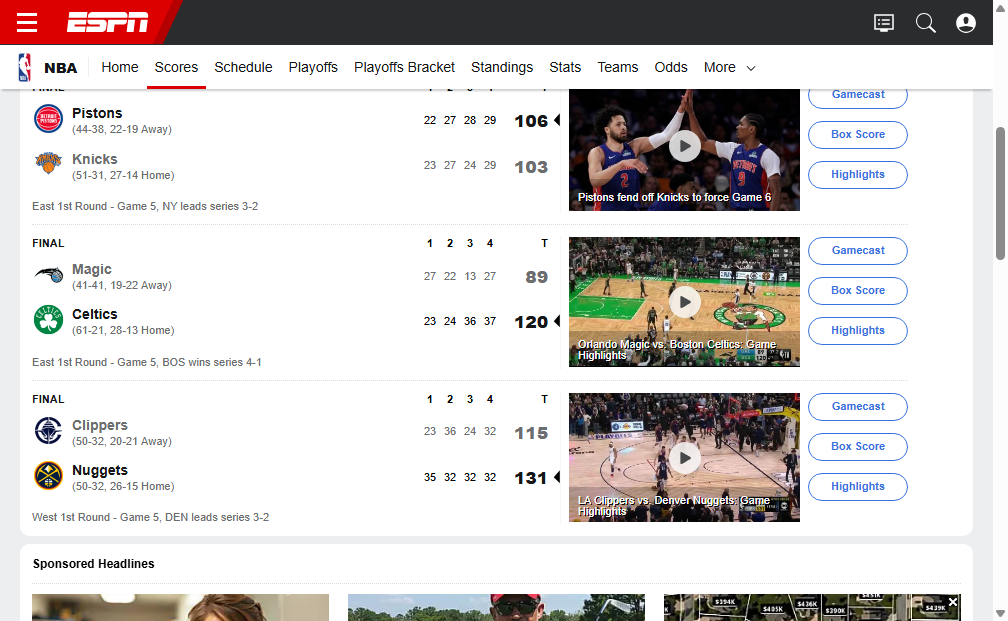 ESPN
NBA Home Scores Schedule Playoffs Playoffs Bracket Standings Stats Teams Odds More
FINAL 1 2 3 4 T
Pistons
(44-38, 22-19 Away)
22 27 28 29 106
Knicks
(51-31, 27-14 Home)
23 27 24 29 103
East 1st Round - Game 5, NY leads series 3-2
Pistons fend off Knicks to force Game 6
Gamecast
Box Score
Highlights
FINAL 1 2 3 4 T
Magic
(41-41, 19-22 Away)
27 22 13 27 89
Celtics
(61-21, 28-13 Home)
23 24 36 37 120
East 1st Round - Game 5, BOS wins series 4-1
Orlando Magic vs. Boston Celtics: Game
Highlights
Gamecast
Box Score
Highlights
FINAL 1 2 3 4 T
Clippers
(50-32, 20-21 Away)
23 36 24 32 115
Nuggets
(50-32, 26-15 Home)
35 32 32 32 131
West 1st Round - Game 5, DEN leads series 3-2
LA Clippers vs. Denver Nuggets: Game
Highlights
Gamecast
Box Score
Highlights
Sponsored Headlines
$394K
$405K
$436K
$390K
$451K
$439K